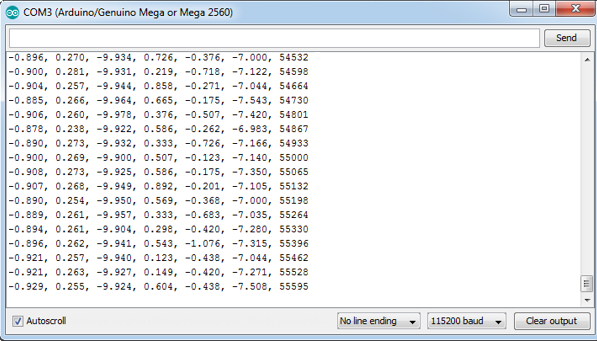 COM3 (Arduino/Genuino Mega or Mega 2560)
Send
-0.896, 0.270, -9.934, 0.726, -0.376, -7.000, 54532
-0.900, 0.281, -9.931, 0.219, -0.718, -7.122, 54598
-0.904, 0.257, -9.944, 0.858, -0.271, -7.044, 54664
-0.885, 0.266, -9.964, 0.665, -0.175, -7.543, 54730
-0.906, 0.260, -9.978, 0.376, -0.507, -7.420, 54801
-0.878, 0.238, -9.922, 0.586, -0.262, -6.983, 54867
-0.890, 0.273, -9.932, 0.333, -0.726, -7.166, 54933
-0.900, 0.269, -9.900, 0.507, -0.123, -7.140, 55000
-0.908, 0.273, -9.925, 0.586, -0.175, -7.350, 55065
-0.907, 0.268, -9.949, 0.892, -0.201, -7.105, 55132
-0.890, 0.254, -9.950, 0.569, -0.368, -7.000, 55198
-0.889, 0.261, -9.957, 0.333, -0.683, -7.035, 55264
-0.894, 0.261, -9.904, 0.298, -0.420, -7.280, 55330
-0.896, 0.262, -9.941, 0.543, -1.076, -7.315, 55396
-0.921, 0.257, -9.940, 0.123, -0.438, -7.044, 55462
-0.921, 0.263, -9.927, 0.149, -0.420, -7.271, 55528
-0.929, 0.255, -9.924, 0.604, -0.438, -7.508, 55595
Autoscroll
No line ending
115200 baud
Clear output